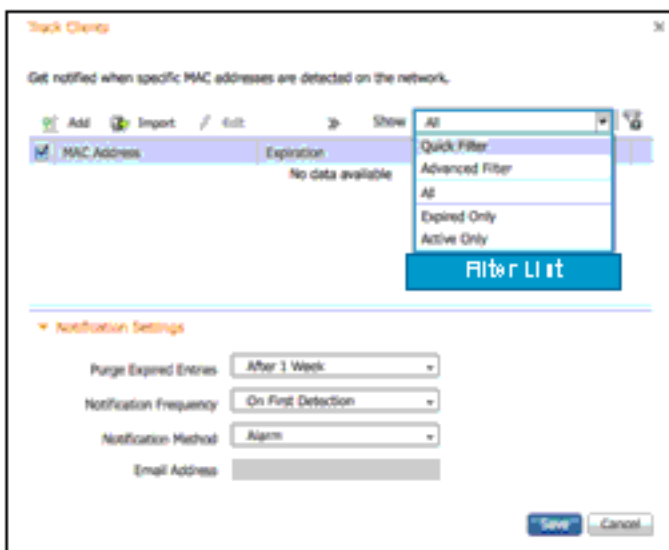 Track Clients
Get notified when specific MAC addresses are detected on the network.
Add Import Edit Show All
MAC Address Expiration
No data available
Quick Filter
Advanced Filter
All
Expired Only
Active Only
Filter List
Notification Settings
Purge Expired Entries After 1 Week
Notification Frequency On First Detection
Notification Method Alarm
Email Address
Save Cancel